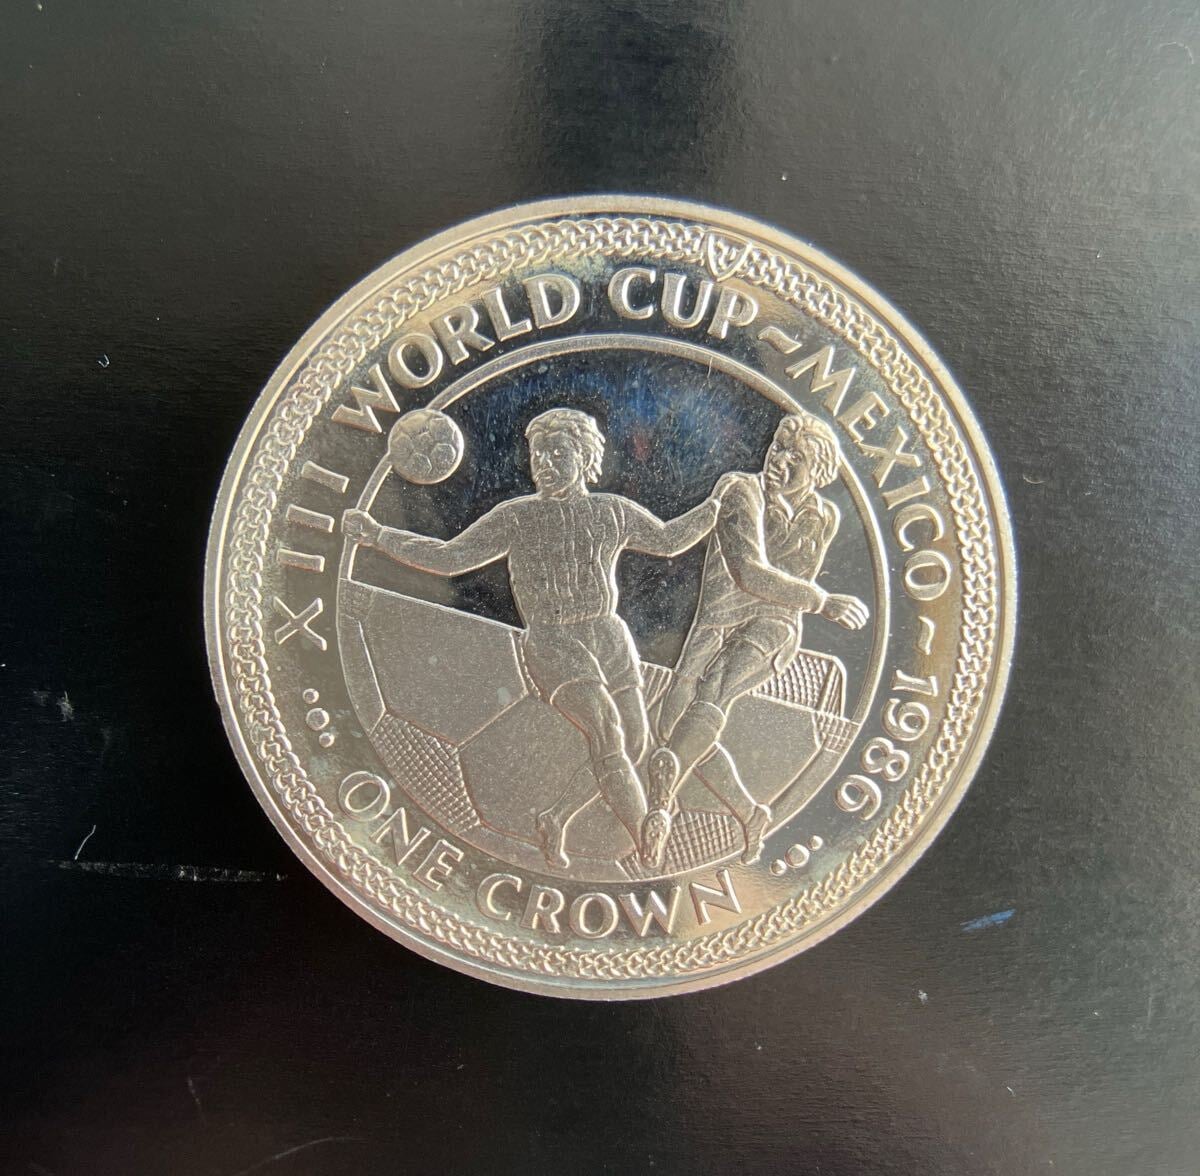 XIII WORLD CUP ~ MEXICO ~ 1986
ONE CROWN